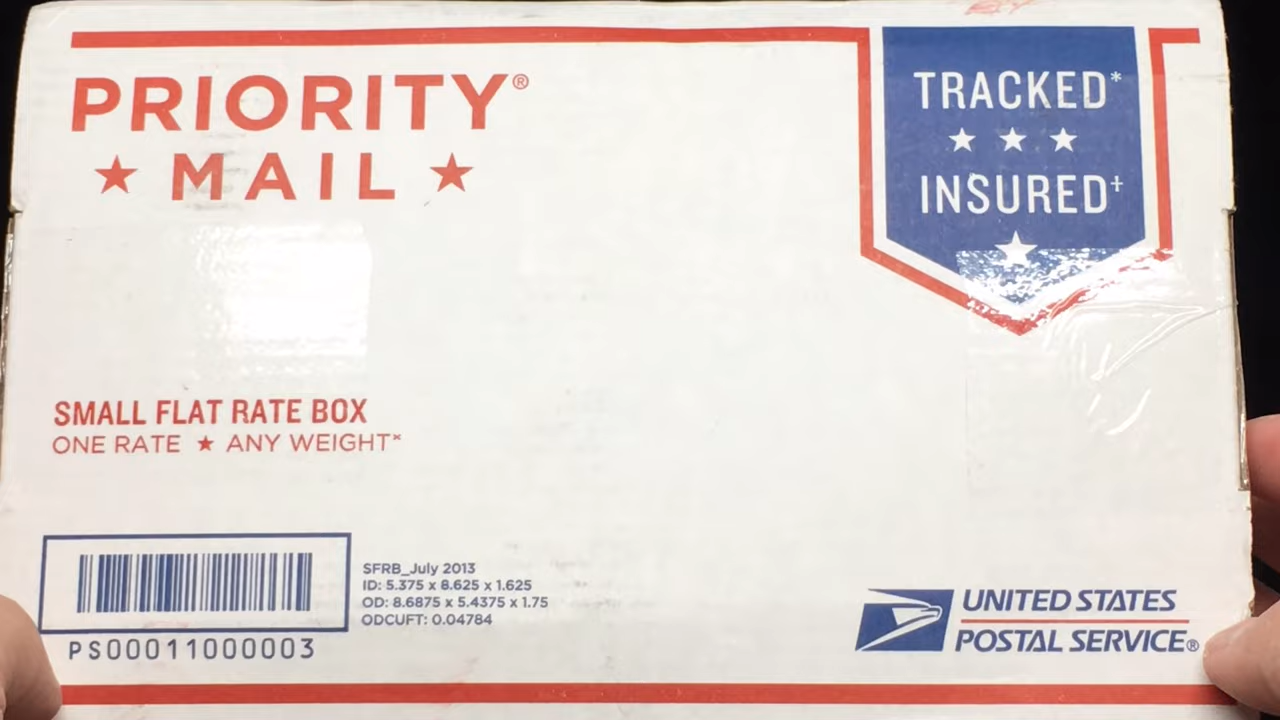 PRIORITY®
★ MAIL ★
TRACKED*
★ ★ ★
INSURED†
★
SMALL FLAT RATE BOX
ONE RATE ★ ANY WEIGHT*
SFRB_July 2013
ID: 5.375 x 8.625 x 1.625
OD: 8.6875 x 5.4375 x 1.75
ODCUFT: 0.04784
PS00011000003
UNITED STATES
POSTAL SERVICE®